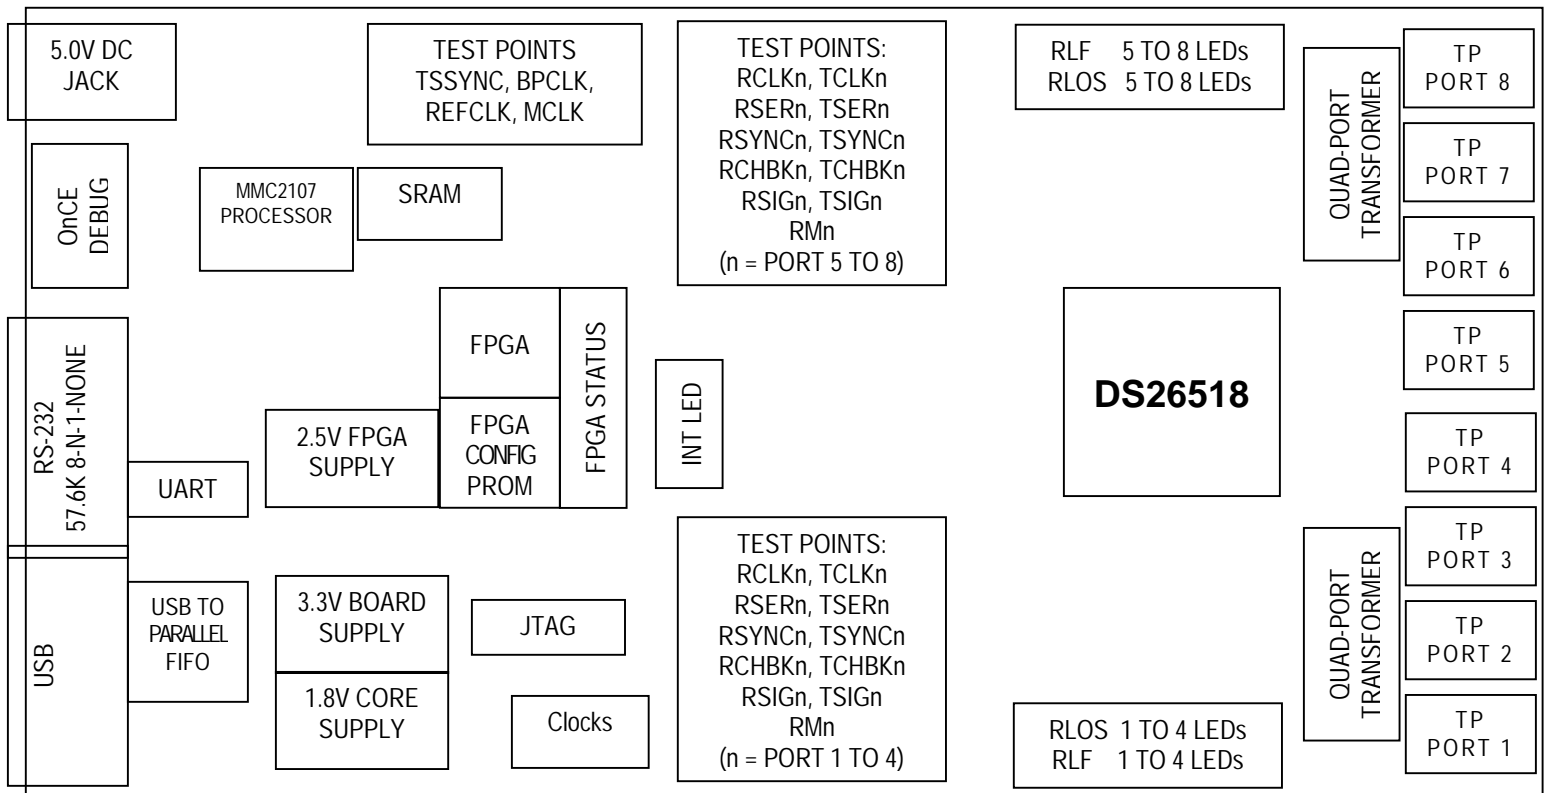 5.0V DC
JACK
TEST POINTS
TSSYNC, BPCLK,
REFCLK, MCLK
TEST POINTS:
RCLKn, TCLKn
RSERn, TSERn
RSYNCn, TSYNCn
RCHBKn, TCHBKn
RSIGn, TSIGn
RMn
(n = PORT 5 TO 8)
RLF 5 TO 8 LEDs
RLOS 5 TO 8 LEDs
QUAD-PORT
TRANSFORMER
TP
PORT 8
TP
PORT 7
TP
PORT 6
TP
PORT 5
OnCE
DEBUG
MMC2107
PROCESSOR
SRAM
FPGA
FPGA STATUS
INT LED
DS26518
RS-232
57.6K 8-N-1-NONE
UART
2.5V FPGA
SUPPLY
FPGA
CONFIG
PROM
TP
PORT 4
TP
PORT 3
TP
PORT 2
TP
PORT 1
QUAD-PORT
TRANSFORMER
USB
USB TO
PARALLEL
FIFO
3.3V BOARD
SUPPLY
1.8V CORE
SUPPLY
JTAG
Clocks
TEST POINTS:
RCLKn, TCLKn
RSERn, TSERn
RSYNCn, TSYNCn
RCHBKn, TCHBKn
RSIGn, TSIGn
RMn
(n = PORT 1 TO 4)
RLOS 1 TO 4 LEDs
RLF 1 TO 4 LEDs